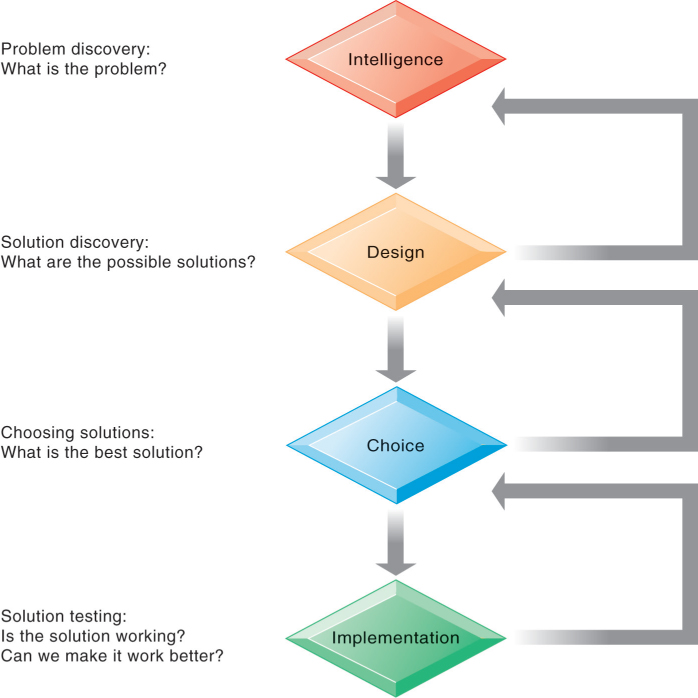 Problem discovery:
What is the problem?
Intelligence
Solution discovery:
What are the possible solutions?
Design
Choosing solutions:
What is the best solution?
Choice
Solution testing:
Is the solution working?
Can we make it work better?
Implementation